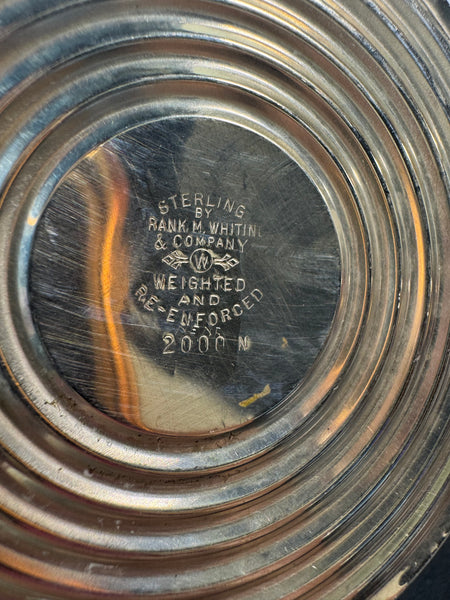 STERLING
BY
RANK M. WHITIN
& COMPANY
W
WEIGHTED
AND
RE-ENFORCED
2000 N